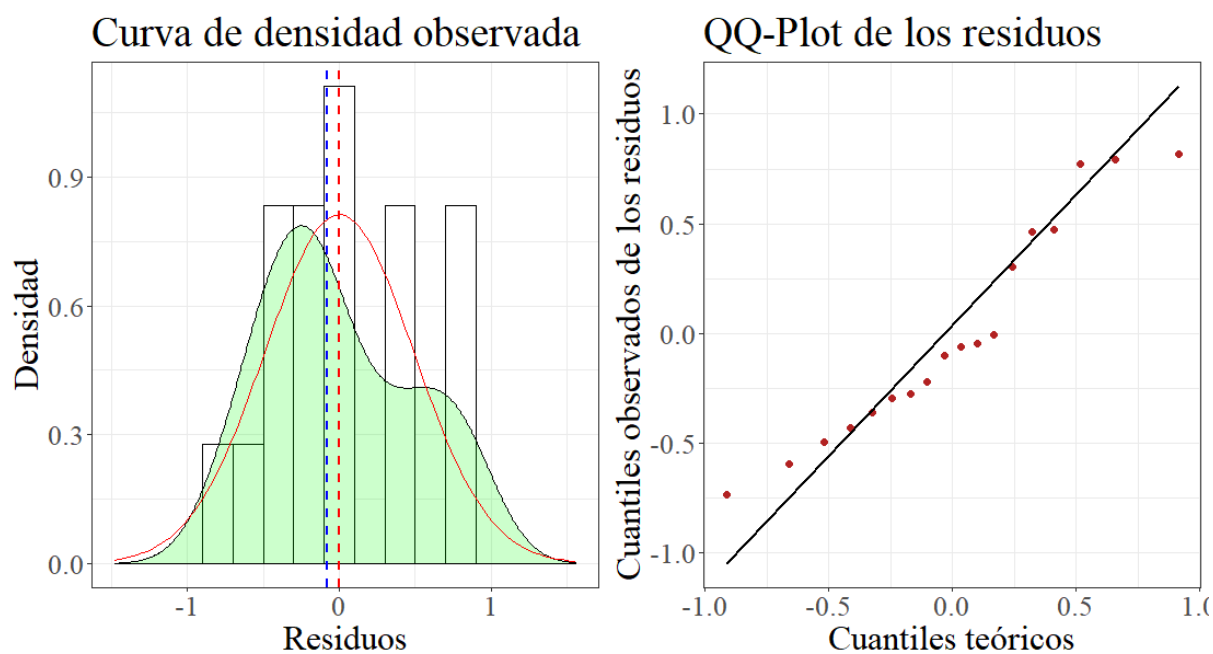 Curva de densidad observada
Densidad
0.9
0.6
0.3
0.0
-1
0
1
Residuos
QQ-Plot de los residuos
Cuantiles observados de los residuos
1.0
0.5
0.0
-0.5
-1.0
-1.0
-0.5
0.0
0.5
1.0
Cuantiles teóricos